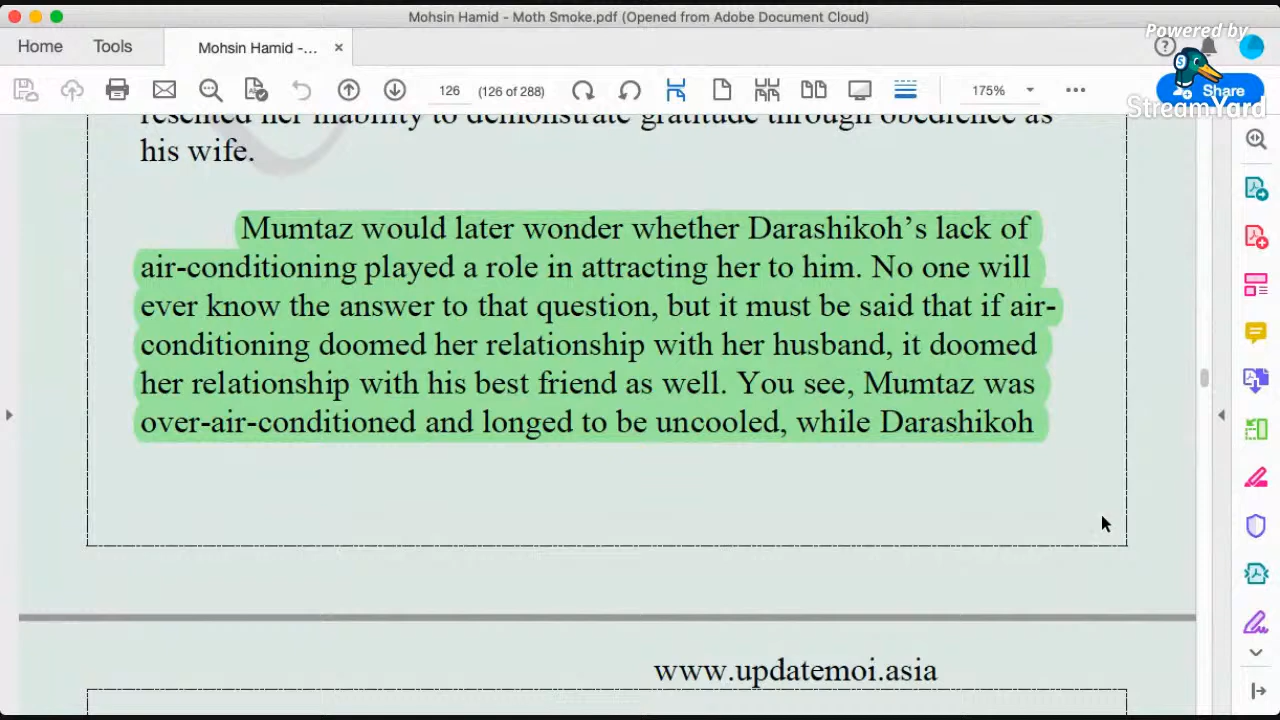 Mohsin Hamid - Moth Smoke.pdf (Opened from Adobe Document Cloud)
Powered by
Home
Tools
Mohsin Hamid -...
126
(126 of 288)
175%
Share
StreamYard
resented her inability to demonstrate gratitude through obedience as
his wife.
Mumtaz would later wonder whether Darashikoh’s lack of
air-conditioning played a role in attracting her to him. No one will
ever know the answer to that question, but it must be said that if air-
conditioning doomed her relationship with her husband, it doomed
her relationship with his best friend as well. You see, Mumtaz was
over-air-conditioned and longed to be uncooled, while Darashikoh
www.updatemoi.asia